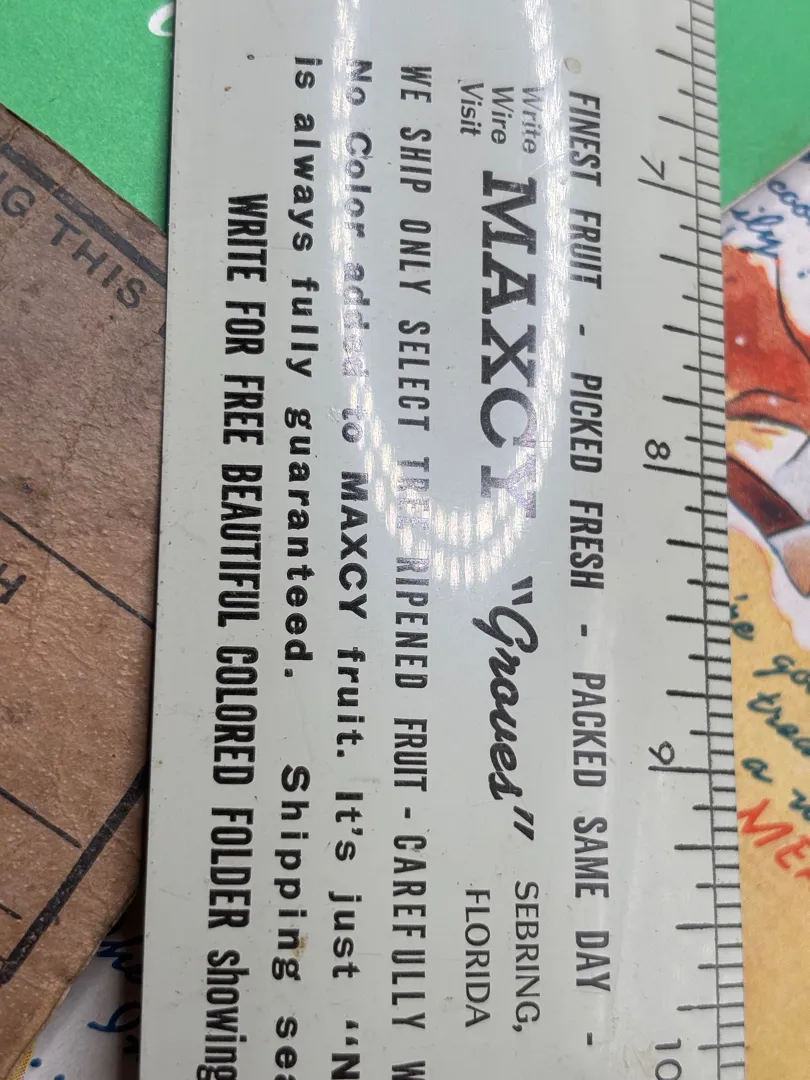 7 8 9 10
FINEST FRUIT - PICKED FRESH - PACKED SAME DAY -
Write
Wire
Visit
MAXCY "Groves"
SEBRING,
FLORIDA
WE SHIP ONLY SELECT TREE RIPENED FRUIT - CAREFULLY W
No Color added to MAXCY fruit. It's just "N
is always fully guaranteed. Shipping sea
WRITE FOR FREE BEAUTIFUL COLORED FOLDER showing
G THIS
H